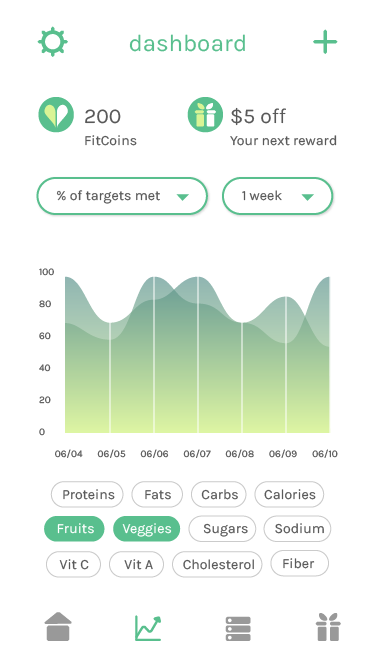 dashboard
200
FitCoins
$5 off
Your next reward
% of targets met
1 week
100
80
60
40
20
0
06/04 06/05 06/06 06/07 06/08 06/09 06/10
Proteins Fats Carbs Calories
Fruits Veggies Sugars Sodium
Vit C Vit A Cholesterol Fiber